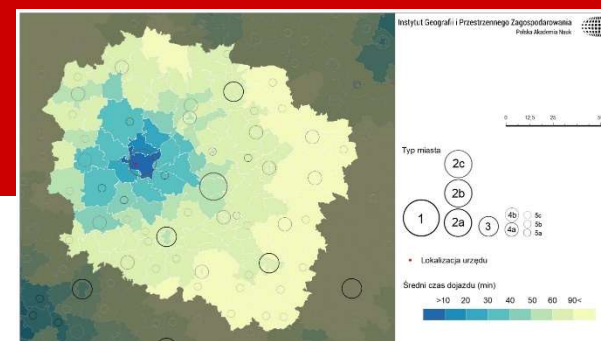 Instytut Geografii i Przestrzennego Zagospodarowania
Polska Akademia Nauk
0 12.5 25
Typ miasta
2c
2b
1 2a 3 4b 4a 5c 5b 5a
Lokalizacja urzędu
Średni czas dojazdu (min)
>10 20 30 40 50 60 90<